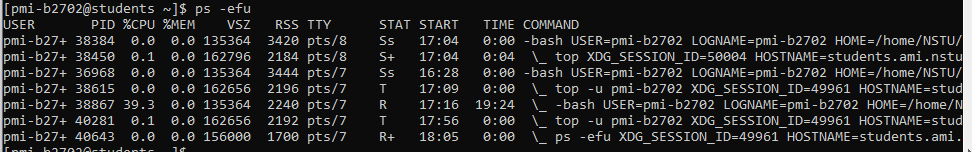 [pmi-b2702@students ~]$ ps -efu
USER       PID %CPU %MEM    VSZ   RSS TTY      STAT START   TIME COMMAND
pmi-b27+ 38384  0.0  0.0 135364  3420 pts/8    Ss   17:04   0:00 -bash USER=pmi-b2702 LOGNAME=pmi-b2702 HOME=/home/NSTU/
pmi-b27+ 38450  0.1  0.0 162796  2184 pts/8    S+   17:04   0:04  \_ top XDG_SESSION_ID=50004 HOSTNAME=students.ami.nstu
pmi-b27+ 36968  0.0  0.0 135364  3444 pts/7    Ss   16:28   0:00 -bash USER=pmi-b2702 LOGNAME=pmi-b2702 HOME=/home/NSTU/
pmi-b27+ 38615  0.0  0.0 162656  2196 pts/7    T    17:09   0:00  \_ top -u pmi-b2702 XDG_SESSION_ID=49961 HOSTNAME=stud
pmi-b27+ 38867 39.3  0.0 135364  2240 pts/7    R    17:16  19:24  \_ -bash USER=pmi-b2702 LOGNAME=pmi-b2702 HOME=/home/N
pmi-b27+ 40281  0.1  0.0 162656  2192 pts/7    T    17:56   0:00  \_ top -u pmi-b2702 XDG_SESSION_ID=49961 HOSTNAME=stud
pmi-b27+ 40643  0.0  0.0 156000  1700 pts/7    R+   18:05   0:00  \_ ps -efu XDG_SESSION_ID=49961 HOSTNAME=students.ami.
[pmi-b2702@students ~]$